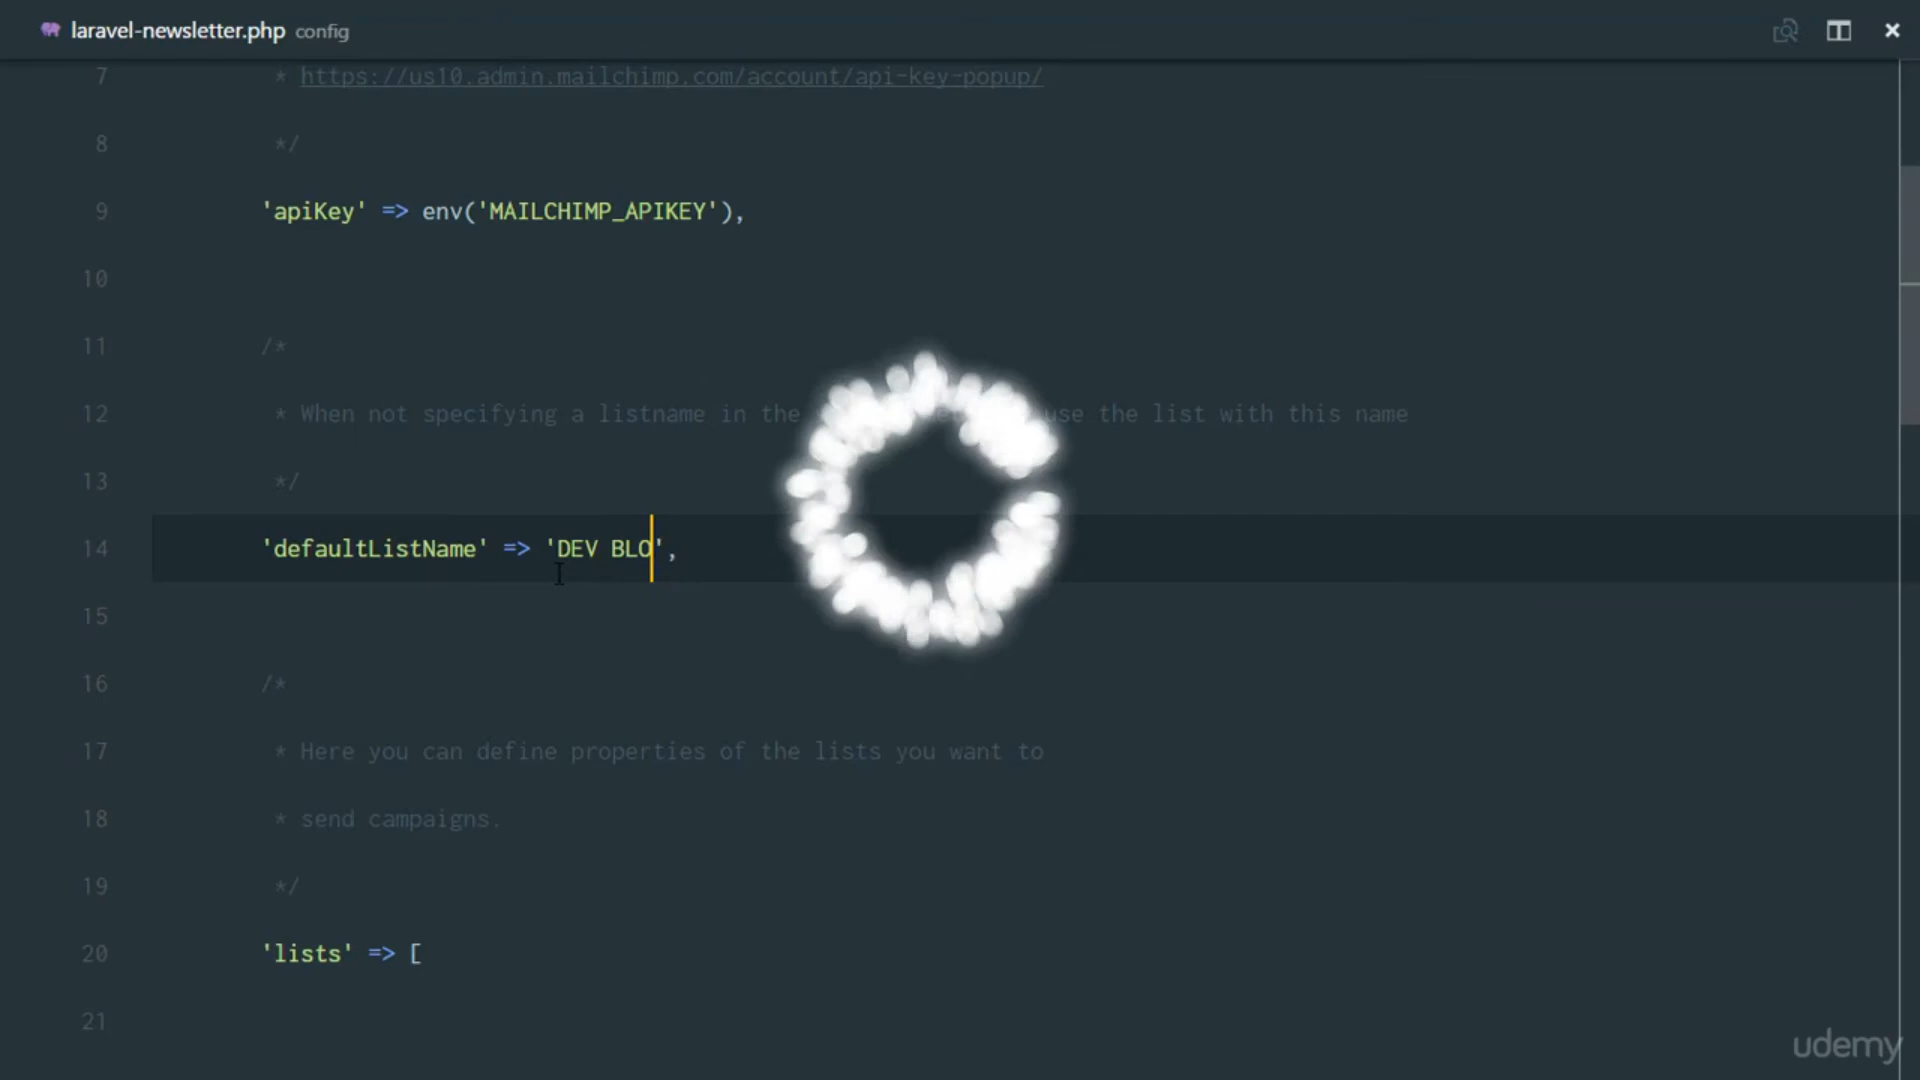 laravel-newsletter.php config
7 * https://us10.admin.mailchimp.com/account/api-key-popup/
8 */
9 'apiKey' => env('MAILCHIMP_APIKEY'),
10
11 /*
12 * When not specifying a listname in the use the list with this name
13 */
14 'defaultListName' => 'DEV BLO',
15
16 /*
17 * Here you can define properties of the lists you want to
18 * send campaigns.
19 */
20 'lists' => [
21
udemy